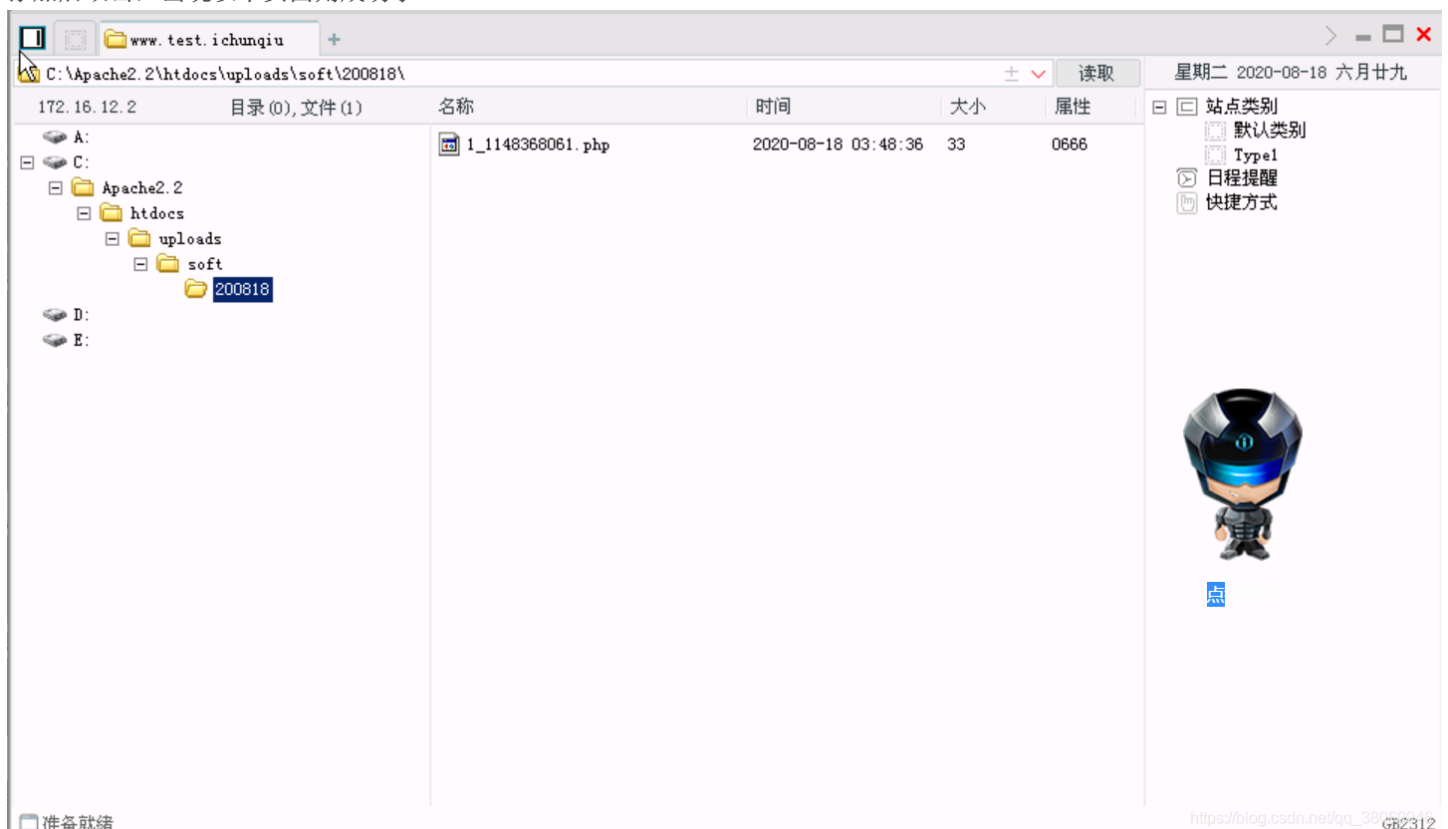 www.test.ichunqiu +
C:\Apache2.2\htdocs\uploads\soft\200818\ 读取 星期二 2020-08-18 六月廿九
172.16.12.2 目录(0),文件(1) 名称 时间 大小 属性
站点类别
默认类别
Type1
日程提醒
快捷方式
A:
C:
Apache2.2
htdocs
uploads
soft
200818
D:
E:
1_1148368061.php 2020-08-18 03:48:36 33 0666
点
准备就绪
GB2312